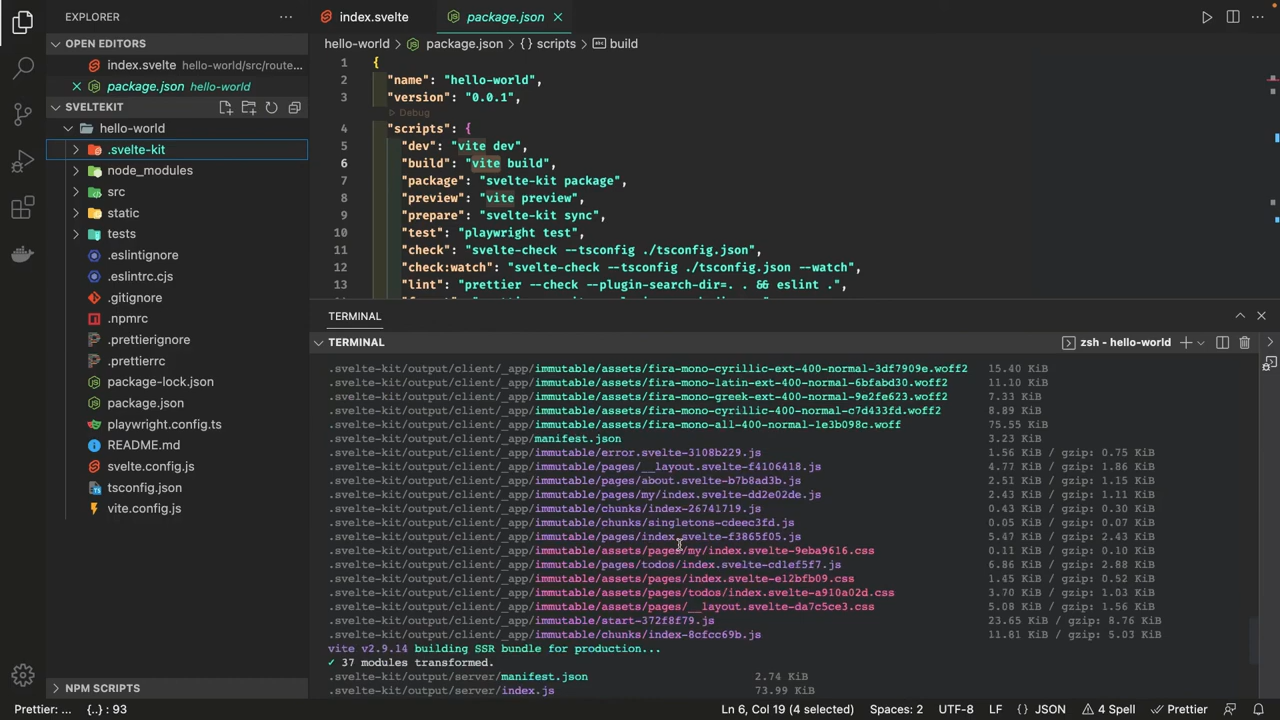 EXPLORER
OPEN EDITORS
index.svelte hello-world/src/route...
package.json hello-world
SVELTEKIT
hello-world
.svelte-kit
node_modules
src
static
tests
.eslintignore
.eslintrc.cjs
.gitignore
.npmrc
.prettierignore
.prettierrc
package-lock.json
package.json
playwright.config.ts
README.md
svelte.config.js
tsconfig.json
vite.config.js
NPM SCRIPTS
index.svelte package.json
hello-world > package.json > {} scripts > build
1 {
2 "name": "hello-world",
3 "version": "0.0.1",
Debug
4 "scripts": {
5 "dev": "vite dev",
6 "build": "vite build",
7 "package": "svelte-kit package",
8 "preview": "vite preview",
9 "prepare": "svelte-kit sync",
10 "test": "playwright test",
11 "check": "svelte-check --tsconfig ./tsconfig.json",
12 "check:watch": "svelte-check --tsconfig ./tsconfig.json --watch",
13 "lint": "prettier --check --plugin-search-dir=. . && eslint .",
TERMINAL
TERMINAL zsh - hello-world
.svelte-kit/output/client/_app/immutable/assets/fira-mono-cyrillic-ext-400-normal-3df7909e.woff2 15.40 KiB
.svelte-kit/output/client/_app/immutable/assets/fira-mono-latin-ext-400-normal-6bfabd30.woff2 11.10 KiB
.svelte-kit/output/client/_app/immutable/assets/fira-mono-greek-ext-400-normal-9e2fe623.woff2 7.33 KiB
.svelte-kit/output/client/_app/immutable/assets/fira-mono-cyrillic-400-normal-c7d433fd.woff2 8.89 KiB
.svelte-kit/output/client/_app/immutable/assets/fira-mono-all-400-normal-1e3b098c.woff 75.55 KiB
.svelte-kit/output/client/_app/manifest.json 3.23 KiB
.svelte-kit/output/client/_app/immutable/error.svelte-3108b229.js 1.56 KiB / gzip: 0.75 KiB
.svelte-kit/output/client/_app/immutable/pages/__layout.svelte-f4106418.js 4.77 KiB / gzip: 1.86 KiB
.svelte-kit/output/client/_app/immutable/pages/about.svelte-b7b8ad3b.js 2.51 KiB / gzip: 1.15 KiB
.svelte-kit/output/client/_app/immutable/pages/my/index.svelte-dd2e02de.js 2.43 KiB / gzip: 1.11 KiB
.svelte-kit/output/client/_app/immutable/chunks/index-26741719.js 0.43 KiB / gzip: 0.30 KiB
.svelte-kit/output/client/_app/immutable/chunks/singletons-cdeec3fd.js 0.05 KiB / gzip: 0.07 KiB
.svelte-kit/output/client/_app/immutable/pages/index.svelte-f3865f05.js 5.47 KiB / gzip: 2.43 KiB
.svelte-kit/output/client/_app/immutable/assets/pages/my/index.svelte-9eba9616.css 0.11 KiB / gzip: 0.10 KiB
.svelte-kit/output/client/_app/immutable/pages/todos/index.svelte-cd1ef5f7.js 6.86 KiB / gzip: 2.88 KiB
.svelte-kit/output/client/_app/immutable/assets/pages/index.svelte-e12bfb09.css 1.45 KiB / gzip: 0.52 KiB
.svelte-kit/output/client/_app/immutable/assets/pages/todos/index.svelte-a910a02d.css 3.70 KiB / gzip: 1.03 KiB
.svelte-kit/output/client/_app/immutable/assets/pages/__layout.svelte-da7c5ce3.css 5.08 KiB / gzip: 1.56 KiB
.svelte-kit/output/client/_app/immutable/start-372f8f79.js 23.65 KiB / gzip: 8.76 KiB
.svelte-kit/output/client/_app/immutable/chunks/index-8cfcc69b.js 11.81 KiB / gzip: 5.03 KiB
vite v2.9.14 building SSR bundle for production...
✓ 37 modules transformed.
.svelte-kit/output/server/manifest.json 2.74 KiB
.svelte-kit/output/server/index.js 73.99 KiB
Prettier: ... {..} : 93 Ln 6, Col 19 (4 selected) Spaces: 2 UTF-8 LF {} JSON 4 Spell Prettier